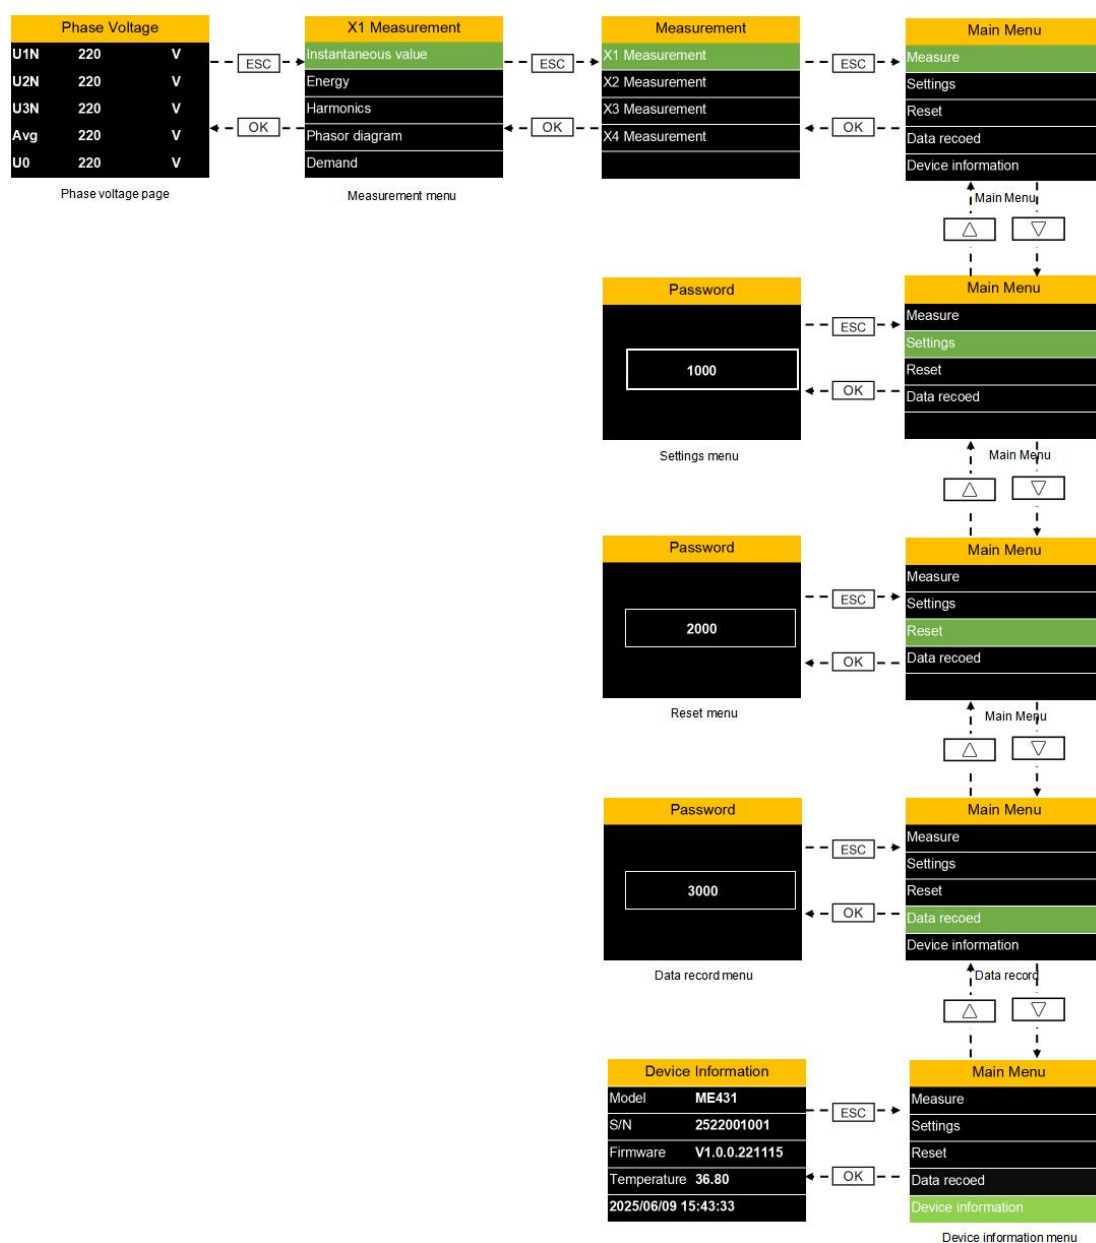 Phase Voltage
U1N 220 V
U2N 220 V
U3N 220 V
Avg 220 V
U0 220 V
Phase voltage page
ESC
OK
X1 Measurement
Instantaneous value
Energy
Harmonics
Phasor diagram
Demand
Measurement menu
ESC
OK
Measurement
X1 Measurement
X2 Measurement
X3 Measurement
X4 Measurement
ESC
OK
Main Menu
Measure
Settings
Reset
Data recoed
Device information
Main Menu
Password
1000
Settings menu
ESC
OK
Main Menu
Measure
Settings
Reset
Data recoed
Main Menu
Password
2000
Reset menu
ESC
OK
Main Menu
Measure
Settings
Reset
Data recoed
Main Menu
Password
3000
Data record menu
ESC
OK
Main Menu
Measure
Settings
Reset
Data recoed
Device information
Data record
Device Information
Model ME431
S/N 2522001001
Firmware V1.0.0.221115
Temperature 36.80
2025/06/09 15:43:33
ESC
OK
Main Menu
Measure
Settings
Reset
Data recoed
Device information
Device information menu